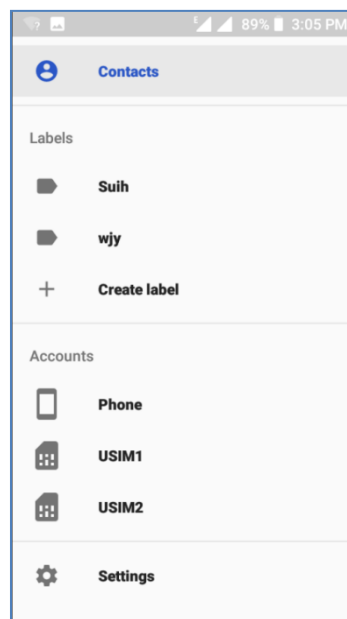 E 89% 3:05 PM
Contacts
Labels
Suih
wjy
Create label
Accounts
Phone
USIM1
USIM2
Settings